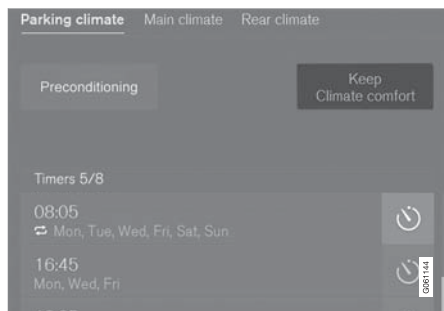 Parking climate Main climate Rear climate
Preconditioning
Keep
Climate comfort
Timers 5/8
08:05
Mon, Tue, Wed, Fri, Sat, Sun
16:45
Mon, Wed, Fri
G061144